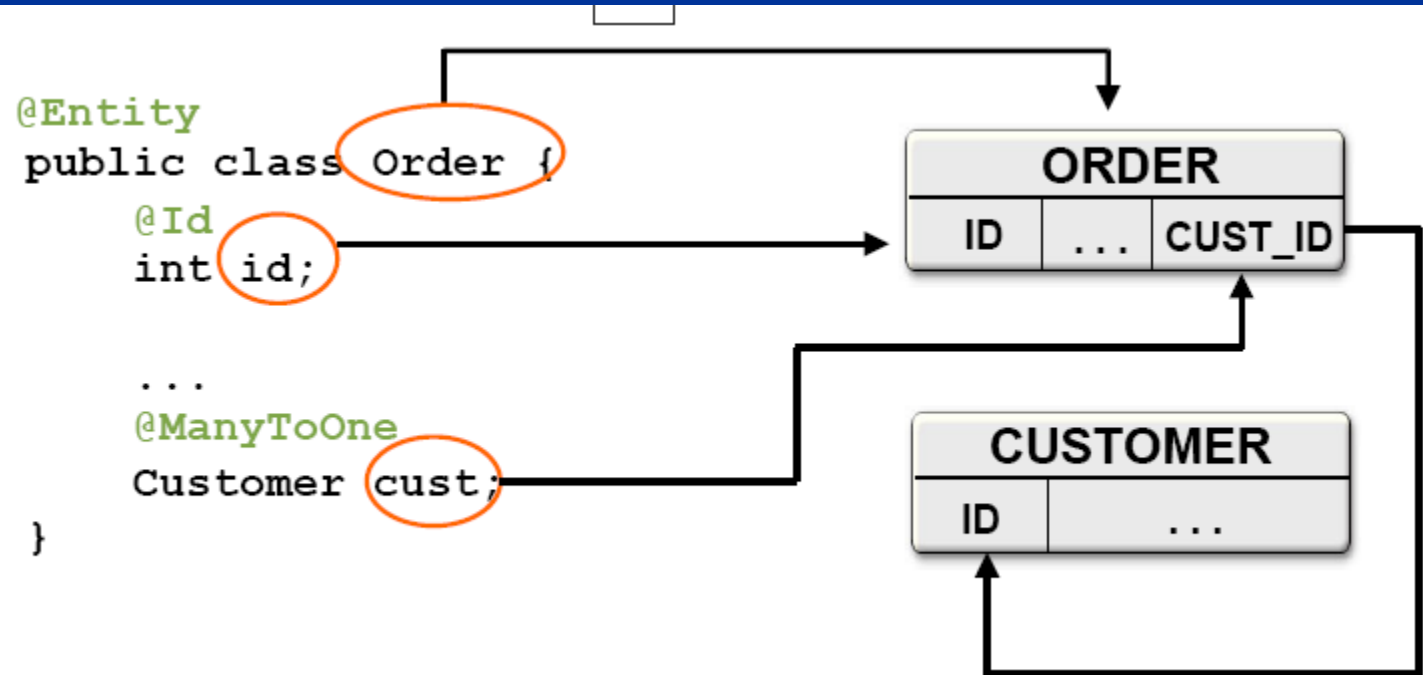 @Entity
public class Order {
@Id
int id;
...
@ManyToOne
Customer cust;
}
ORDER
ID ... CUST_ID
CUSTOMER
ID ...